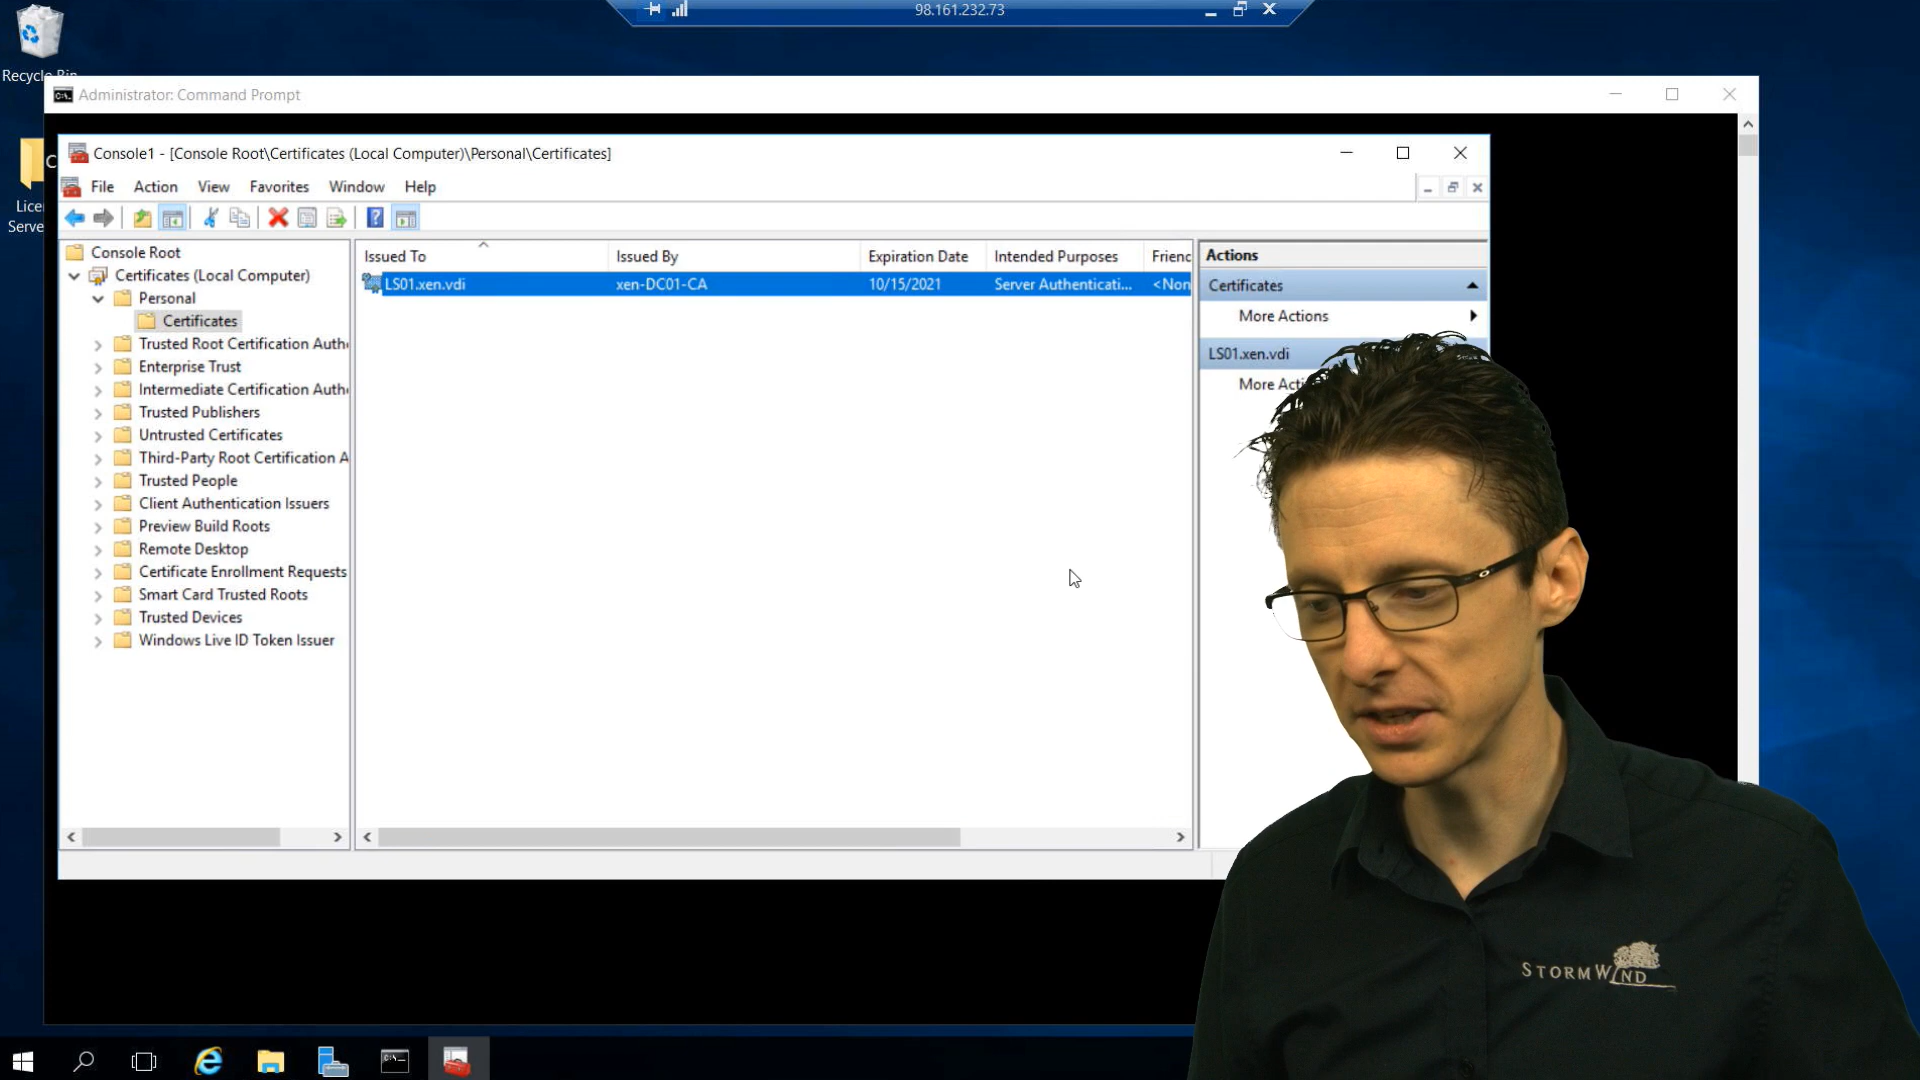 98.161.232.73
Recycle Bin
Administrator: Command Prompt
Console1 - [Console Root\Certificates (Local Computer)\Personal\Certificates]
File Action View Favorites Window Help
Lice
Serve
Console Root
Certificates (Local Computer)
Personal
Certificates
Trusted Root Certification Auth
Enterprise Trust
Intermediate Certification Auth
Trusted Publishers
Untrusted Certificates
Third-Party Root Certification A
Trusted People
Client Authentication Issuers
Preview Build Roots
Remote Desktop
Certificate Enrollment Requests
Smart Card Trusted Roots
Trusted Devices
Windows Live ID Token Issuer
Issued To Issued By Expiration Date Intended Purposes Frienc
LS01.xen.vdi xen-DC01-CA 10/15/2021 Server Authenticati... <Non
Actions
Certificates
More Actions
LS01.xen.vdi
More Acti
STORMWIND